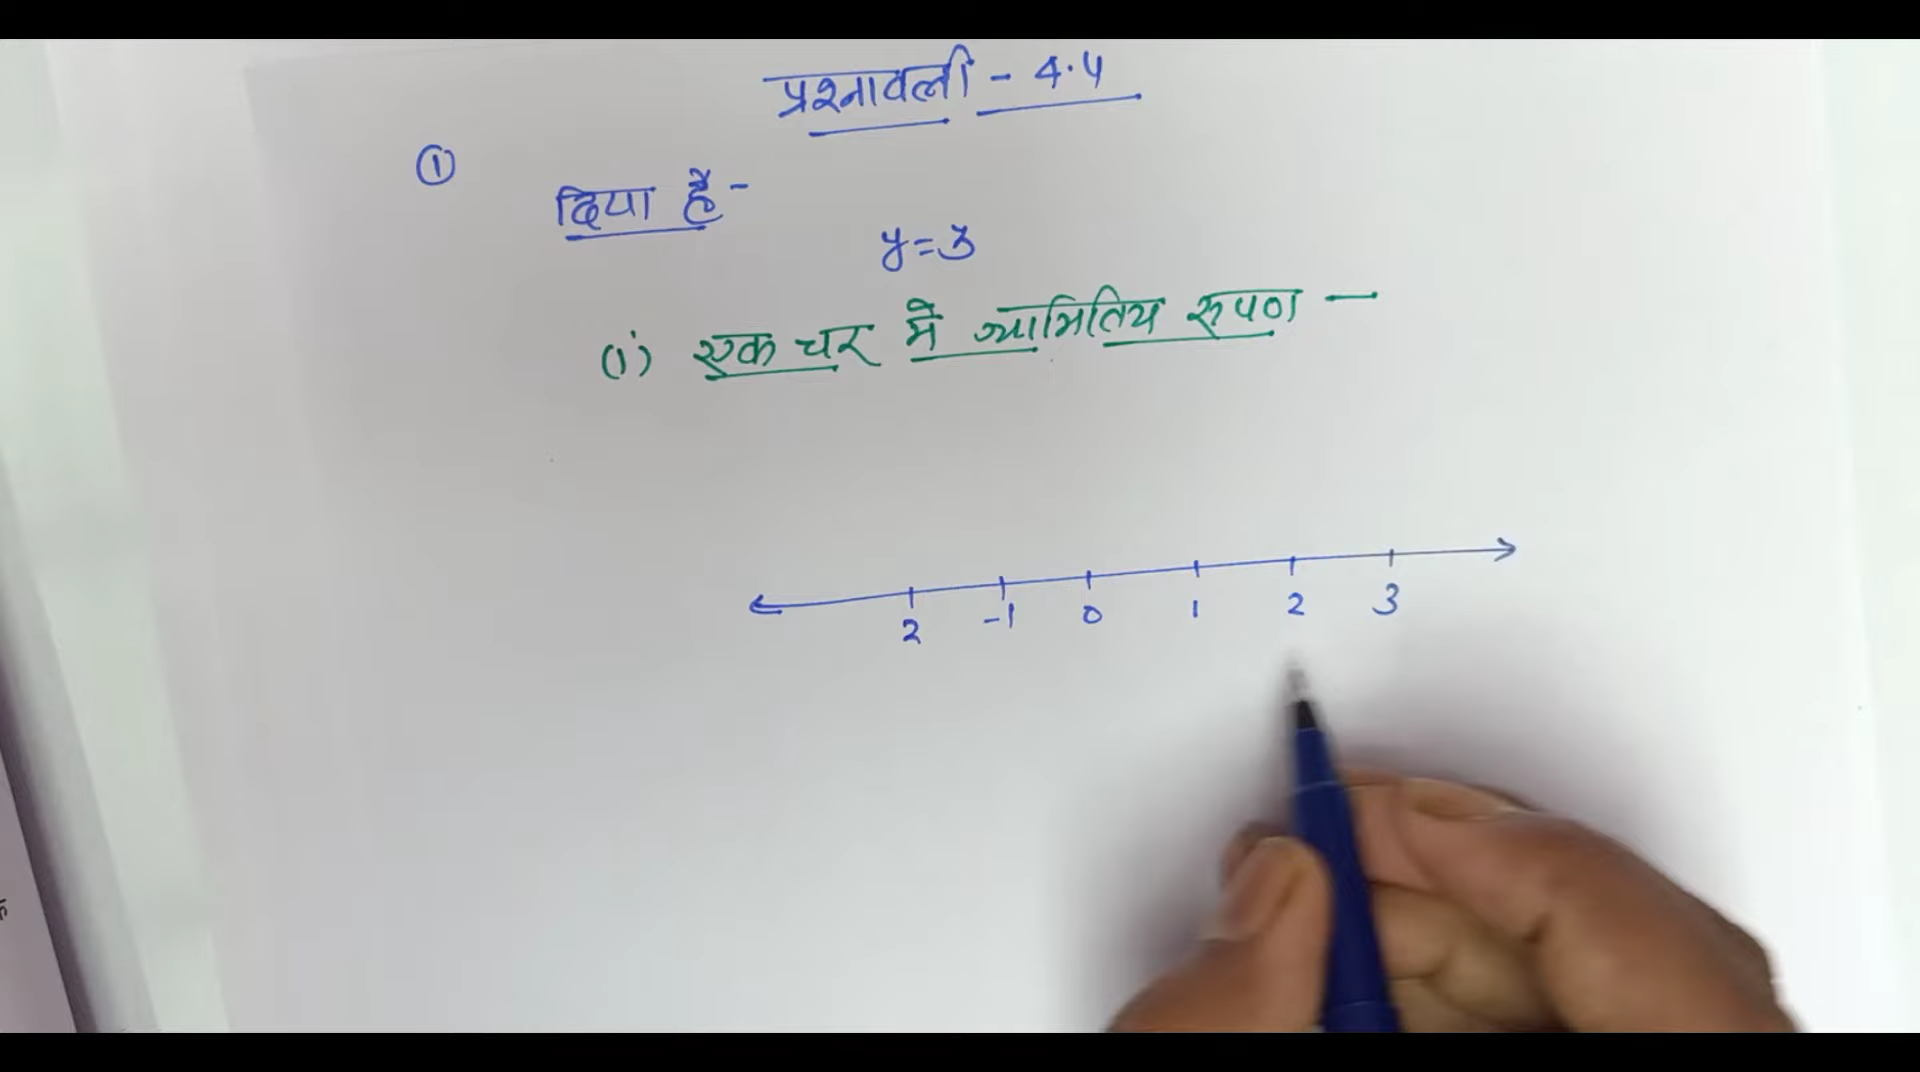 प्रश्नावली - 4.4
①
दिया है -
y=3
(i) एक चर में ज्यामितिय रूपण —
2 -1 0 1 2 3